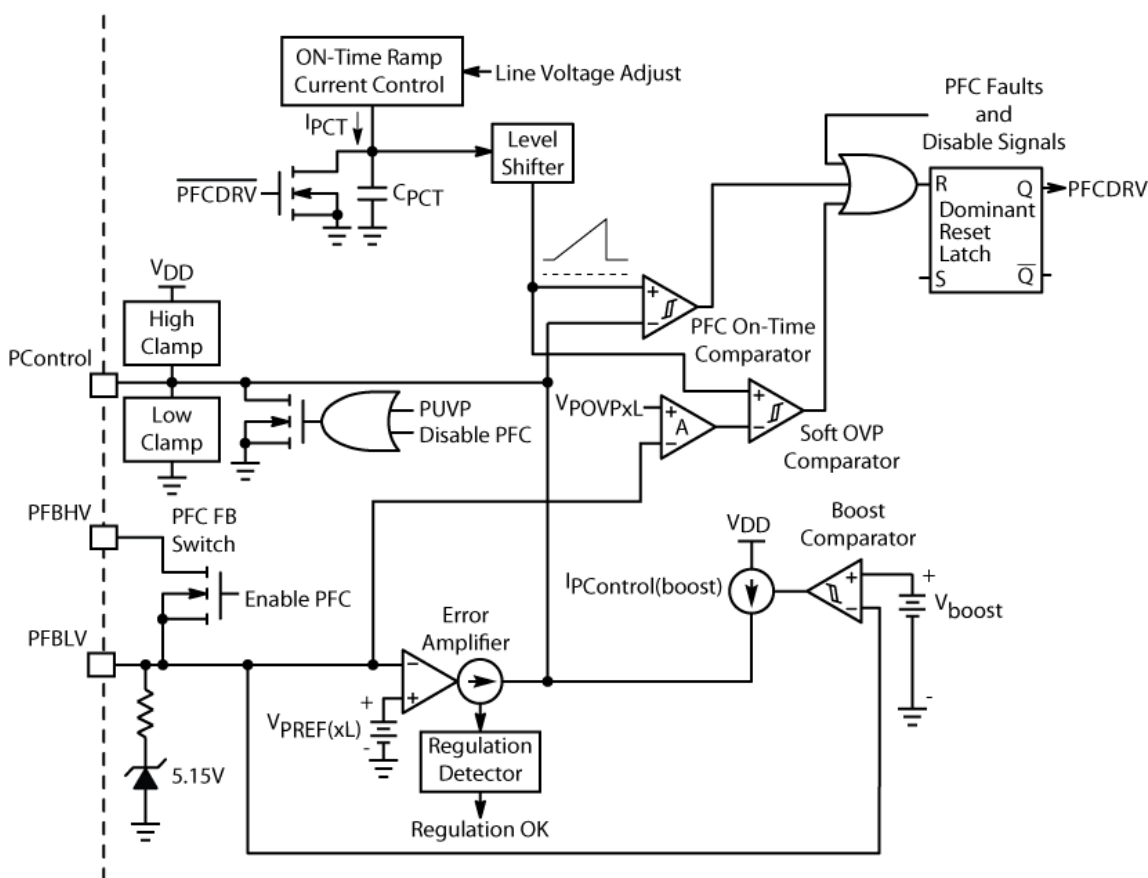 ON-Time Ramp
Current Control
Line Voltage Adjust
IPCT
Level
Shifter
PFCDRV
CPCT
PFC Faults
and
Disable Signals
R
Q
PFCDRV
Dominant
Reset
Latch
S
Q
VDD
High
Clamp
+
-
PFC On-Time
Comparator
PControl
Low
Clamp
PUVP
Disable PFC
VPOVPxL
+
A
-
+
-
Soft OVP
Comparator
PFBHV
PFC FB
Switch
Enable PFC
VDD
Boost
Comparator
IPControl(boost)
+
-
+
Vboost
-
PFBLV
Error
Amplifier
-
+
+
VPREF(xL)
-
Regulation
Detector
5.15V
Regulation OK